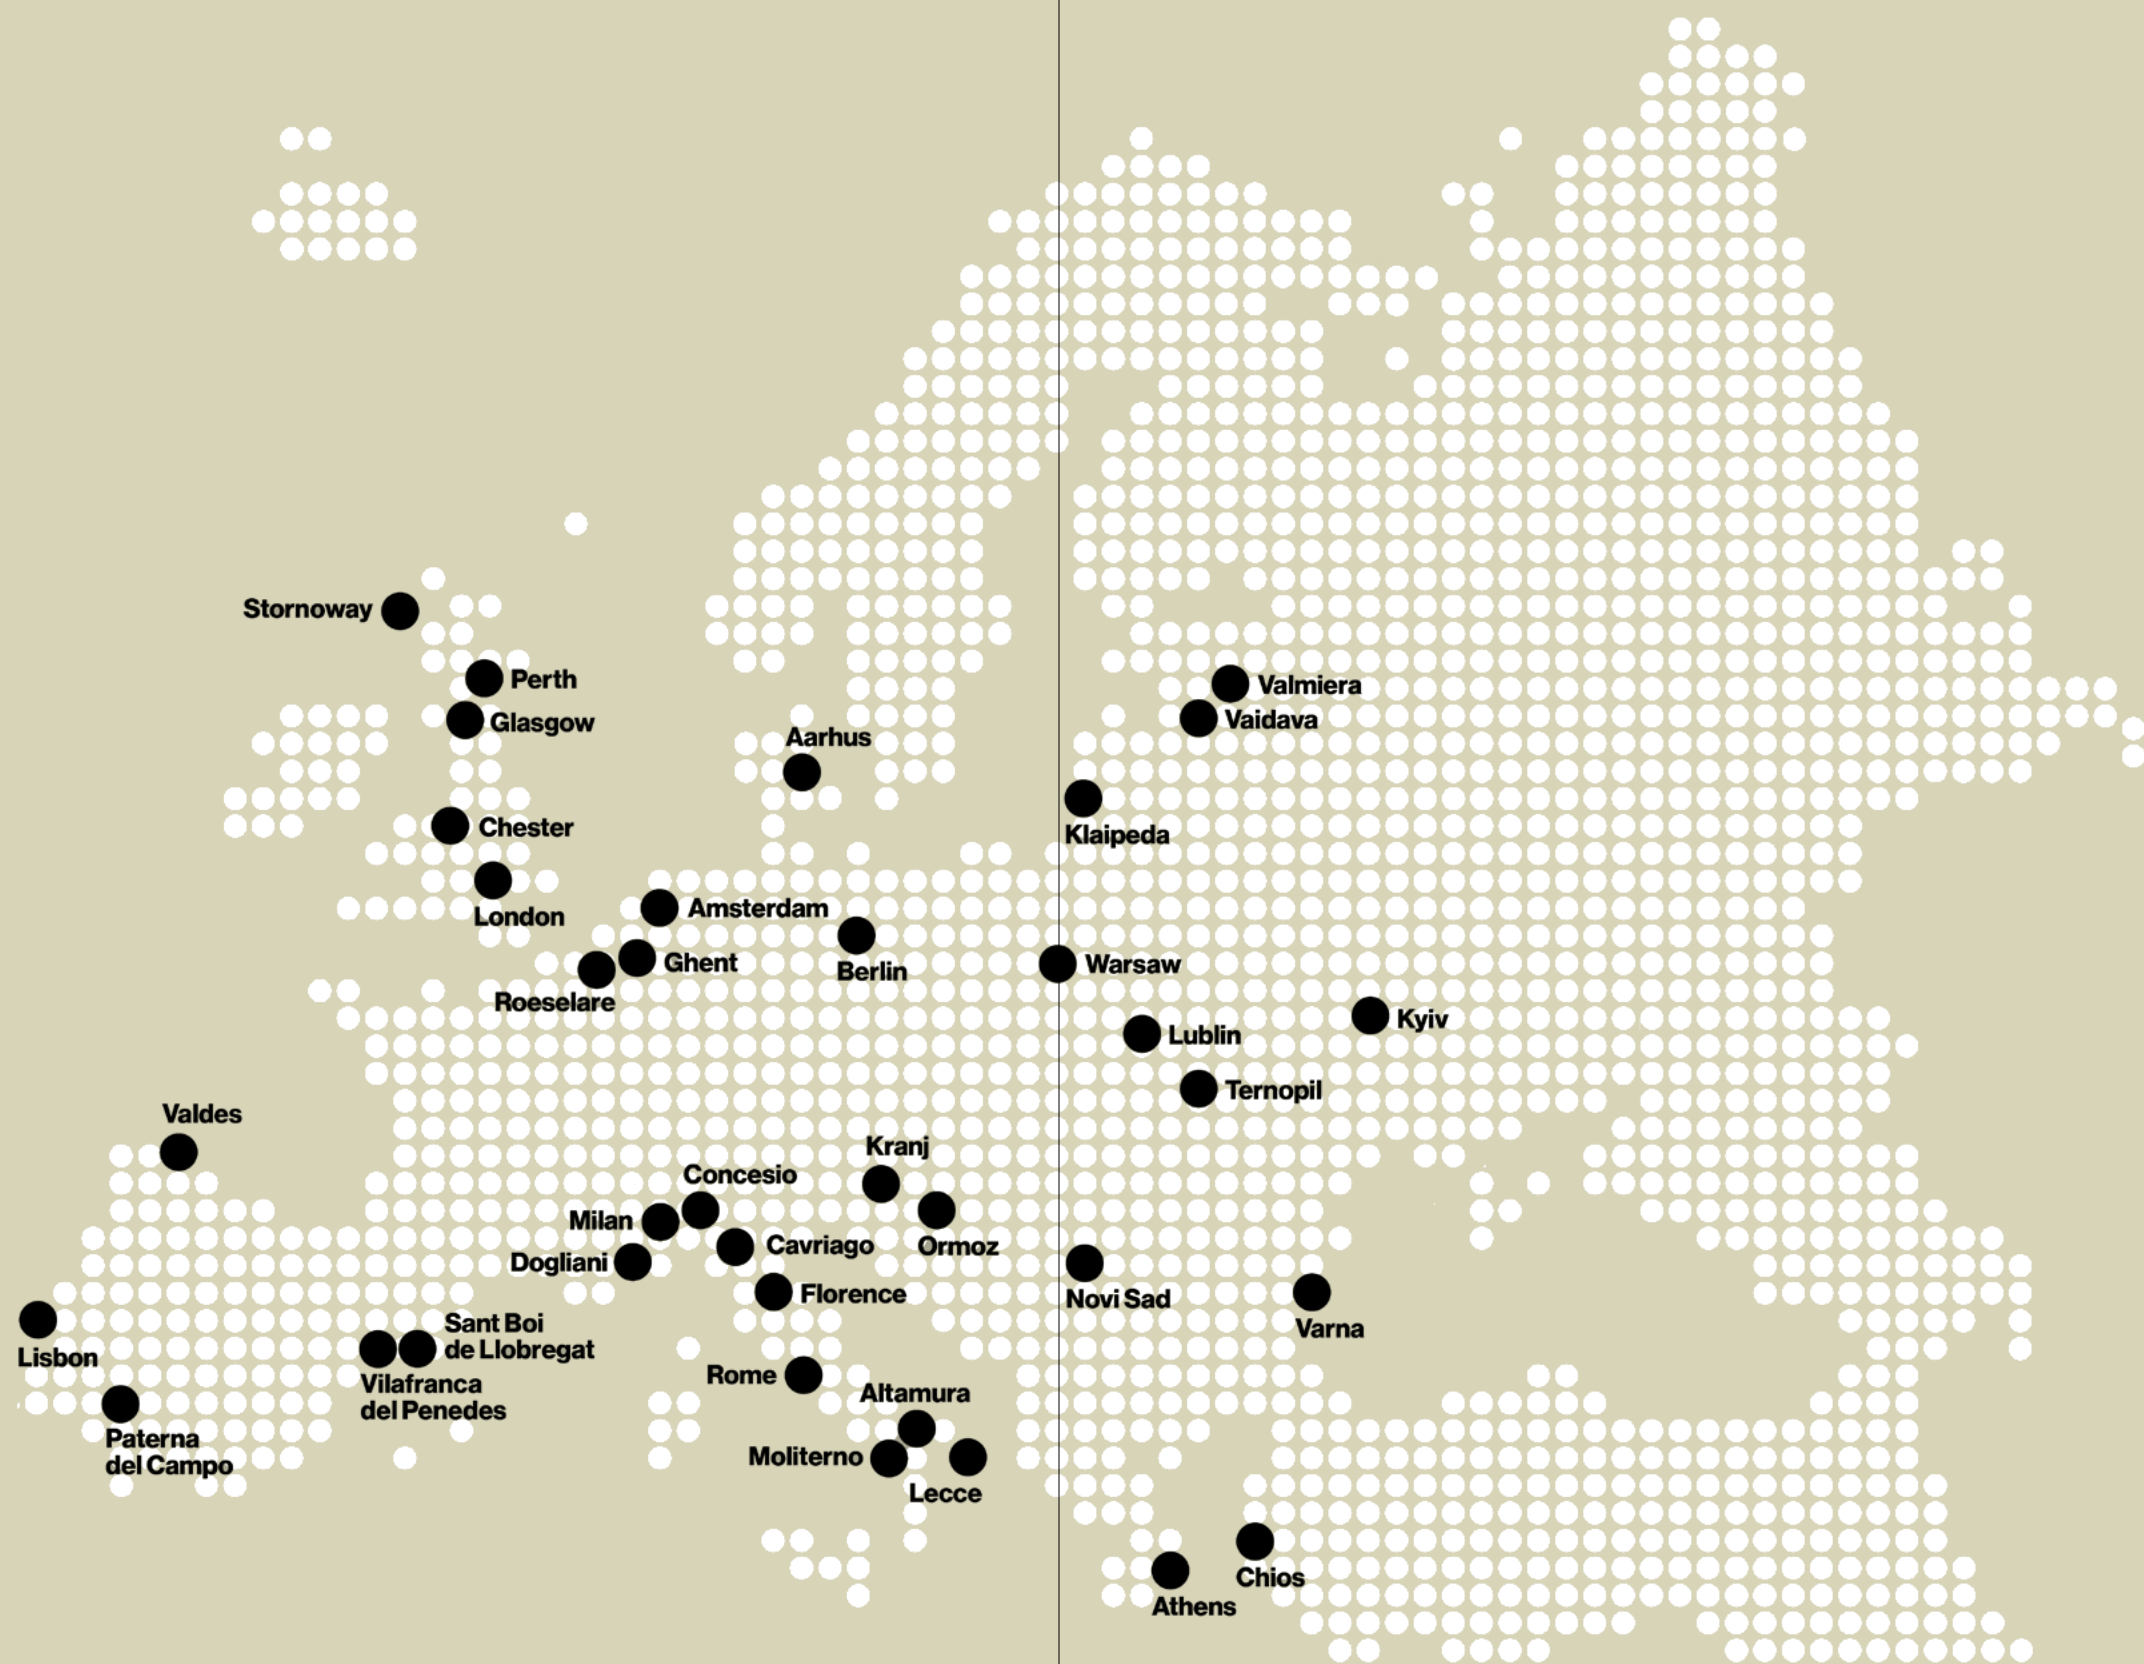 Stornoway
Perth
Glasgow
Valmiera
Vaidava
Aarhus
Chester
Klaipeda
London
Amsterdam
Ghent
Berlin
Warsaw
Roeselare
Kyiv
Lublin
Ternopil
Valdes
Kranj
Concesio
Milan
Cavriago
Ormoz
Dogliani
Florence
Novi Sad
Varna
Sant Boi
de Llobregat
Lisbon
Vilafranca
del Penedes
Rome
Altamura
Paterna
del Campo
Moliterno
Lecce
Chios
Athens